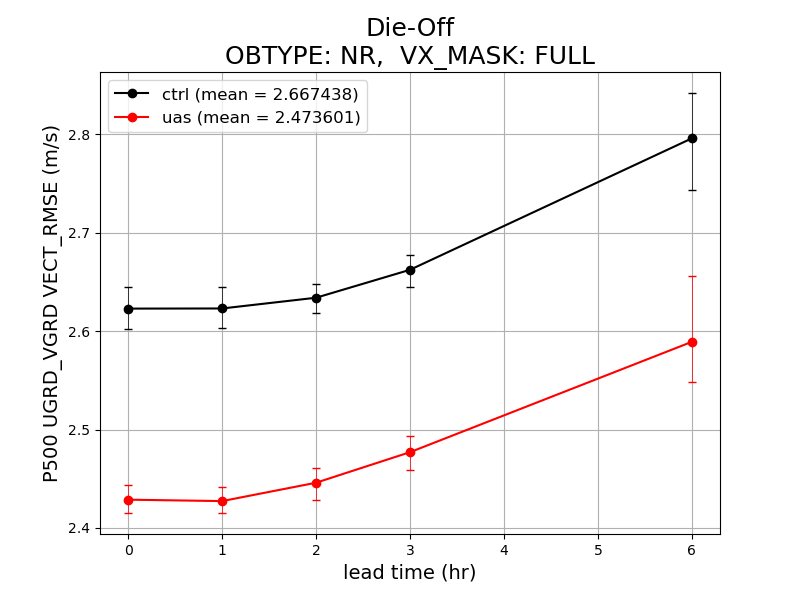 Die-Off
OBTYPE: NR,  VX_MASK: FULL
ctrl (mean = 2.667438)
uas (mean = 2.473601)
P500 UGRD_VGRD VECT_RMSE (m/s)
2.8
2.7
2.6
2.5
2.4
0 1 2 3 4 5 6
lead time (hr)